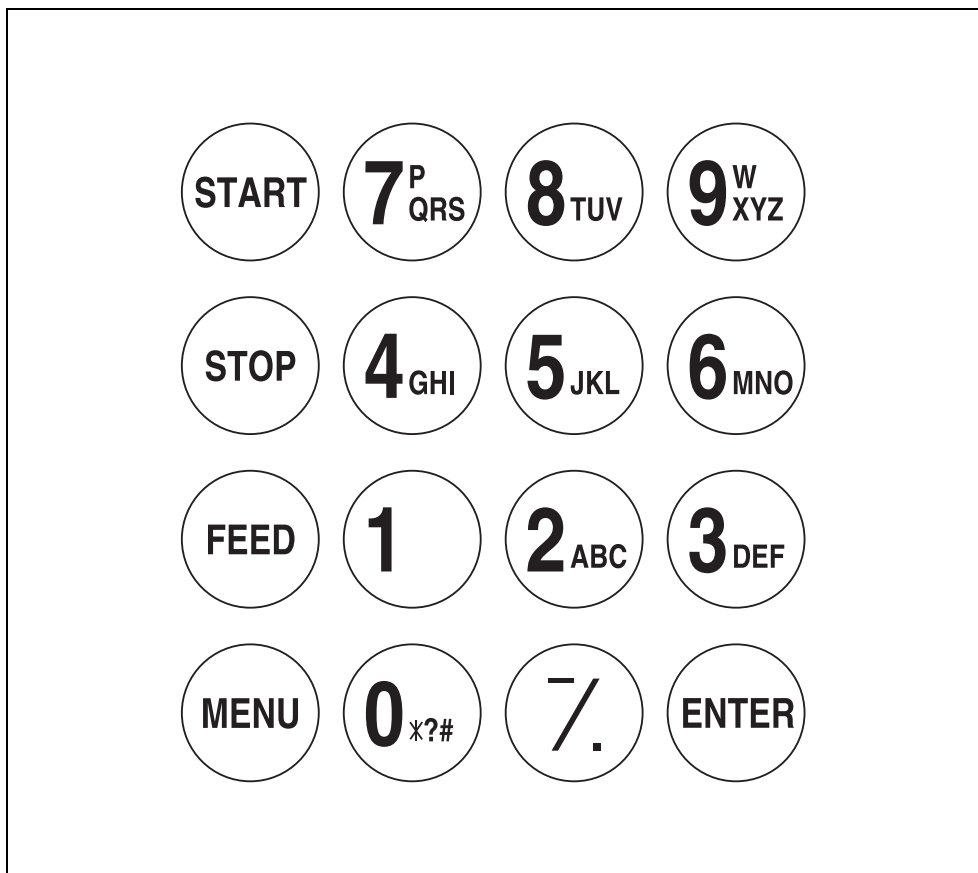 START 7 P QRS 8 TUV 9 W XYZ
STOP 4 GHI 5 JKL 6 MNO
FEED 1 2 ABC 3 DEF
MENU 0 *?# -/. ENTER